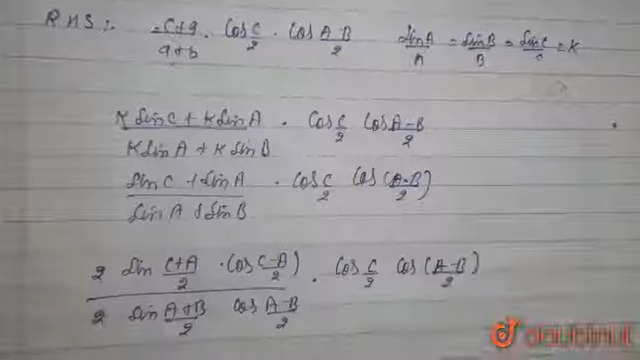 RHS :- = c+a/a+b . Cos C/2 . Cos A-B/2 SinA/A = SinB/B = SinC/C = K
K SinC + K SinA / K SinA + K SinB . Cos C/2 Cos A-B/2
SinC + SinA / SinA + SinB . Cos C/2 Cos (A-B/2)
2 Sin C+A/2 . Cos (C-A/2) / 2 Sin A+B/2 Cos A-B/2 . Cos C/2 Cos (A-B/2)
doubtnut